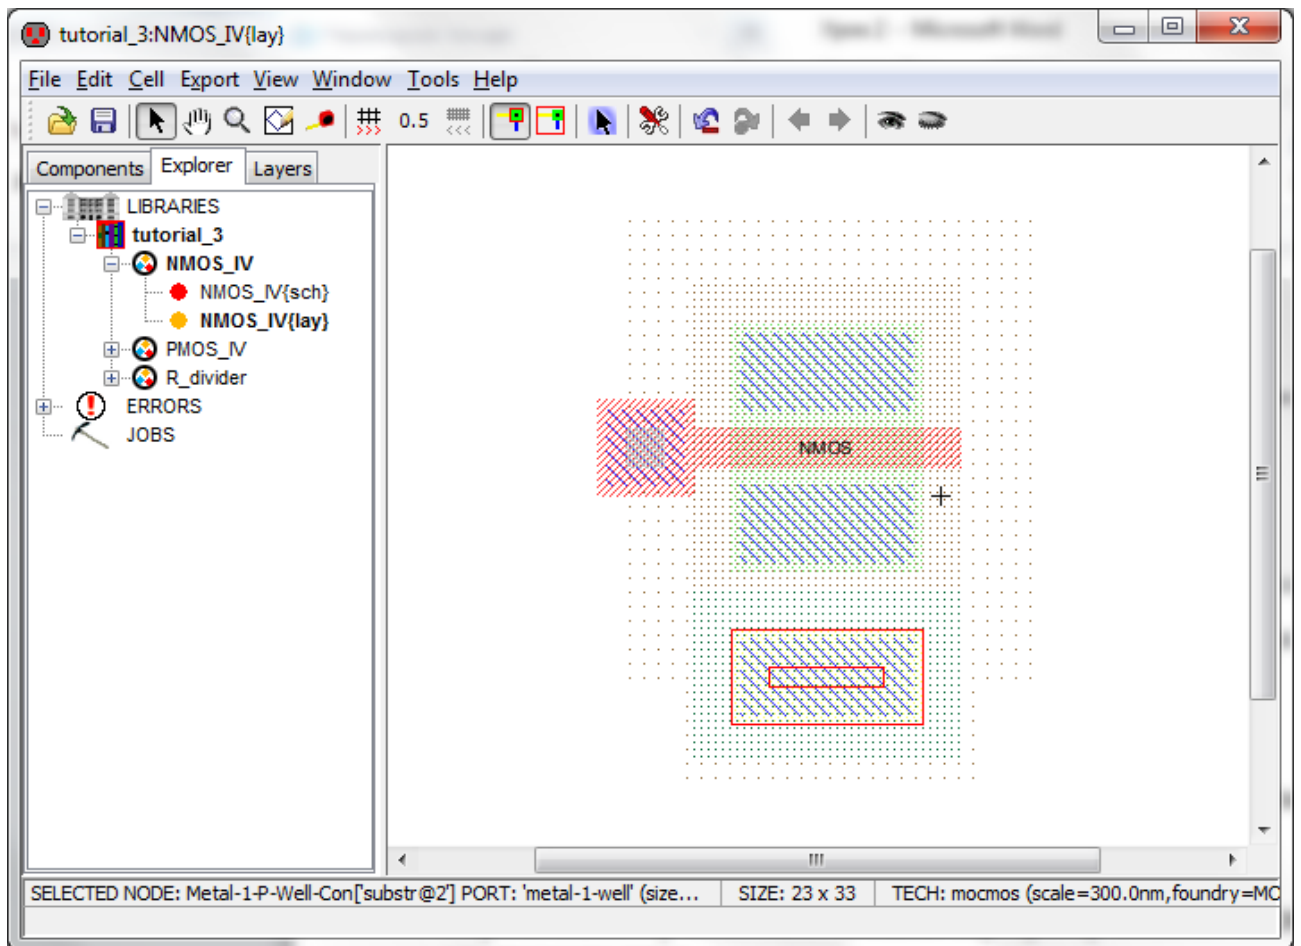 tutorial_3:NMOS_IV{lay}
File Edit Cell Export View Window Tools Help
0.5
Components Explorer Layers
LIBRARIES
tutorial_3
NMOS_IV
NMOS_IV{sch}
NMOS_IV{lay}
PMOS_IV
R_divider
ERRORS
JOBS
NMOS
SELECTED NODE: Metal-1-P-Well-Con['substr@2'] PORT: 'metal-1-well' (size... SIZE: 23 x 33 TECH: mocmos (scale=300.0nm,foundry=MO